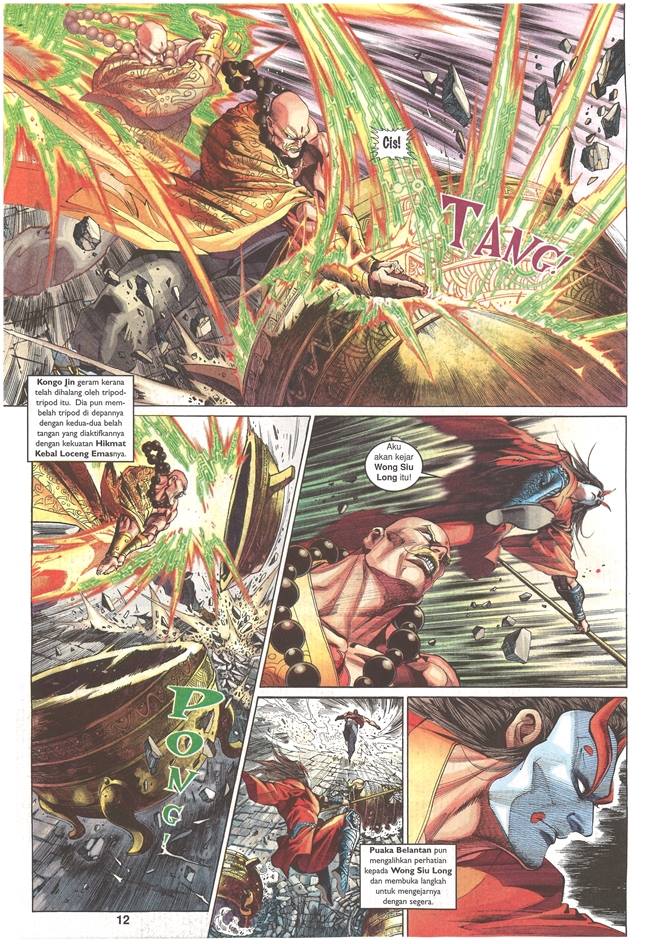 Cis!
TANG!
Kongo Jin geram kerana
telah dihalang oleh tripod-
tripod itu. Dia pun mem-
belah tripod di depannya
dengan kedua-dua belah
tangan yang diaktifkannya
dengan kekuatan Hikmat
Kebal Loceng Emasnya.
Aku
akan kejar
Wong Siu
Long itu!
PONG!
Puaka Belantan pun
mengalihkan perhatian
kepada Wong Siu Long
dan membuka langkah
untuk mengejarnya
dengan segera.
12